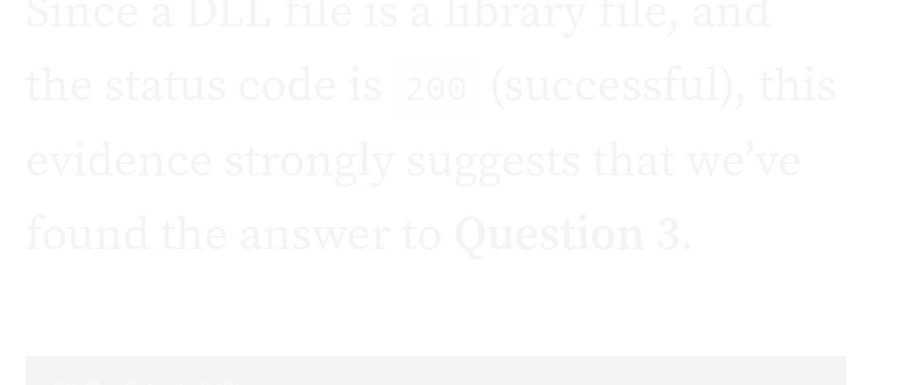 Since a DLL file is a library file, and
the status code is 200 (successful), this
evidence strongly suggests that we’ve
found the answer to Question 3.